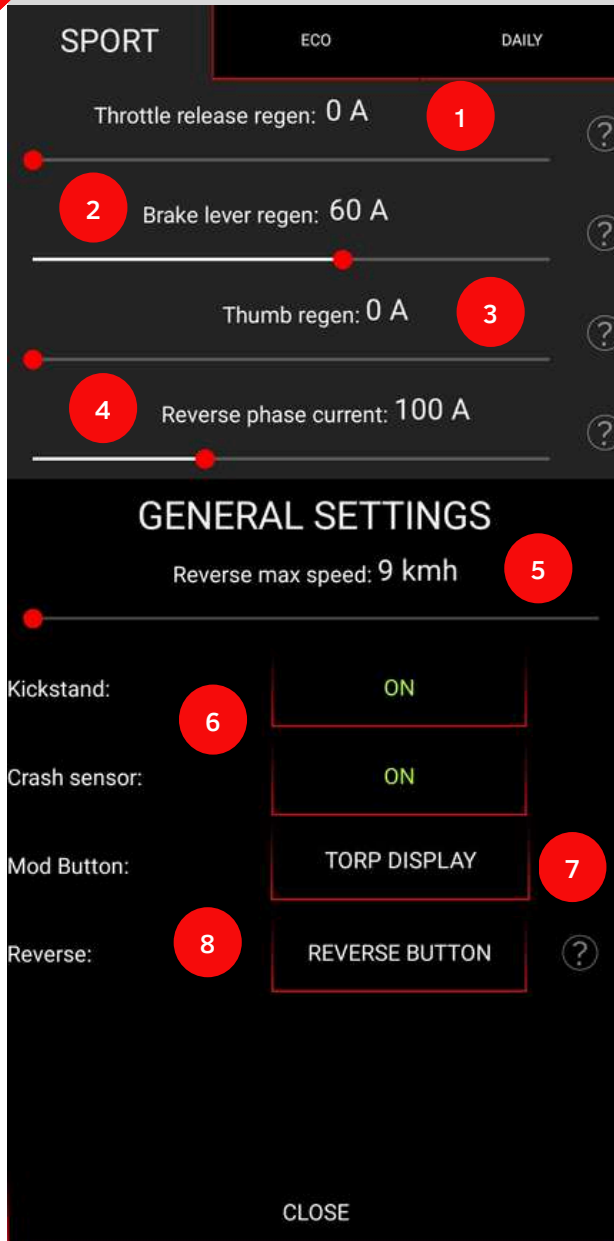 SPORT ECO DAILY
Throttle release regen: 0 A 1 ?
2 Brake lever regen: 60 A ?
Thumb regen: 0 A 3 ?
4 Reverse phase current: 100 A ?
GENERAL SETTINGS
Reverse max speed: 9 kmh 5
Kickstand: ON
6
Crash sensor: ON
Mod Button: TORP DISPLAY 7
Reverse: 8 REVERSE BUTTON ?
CLOSE